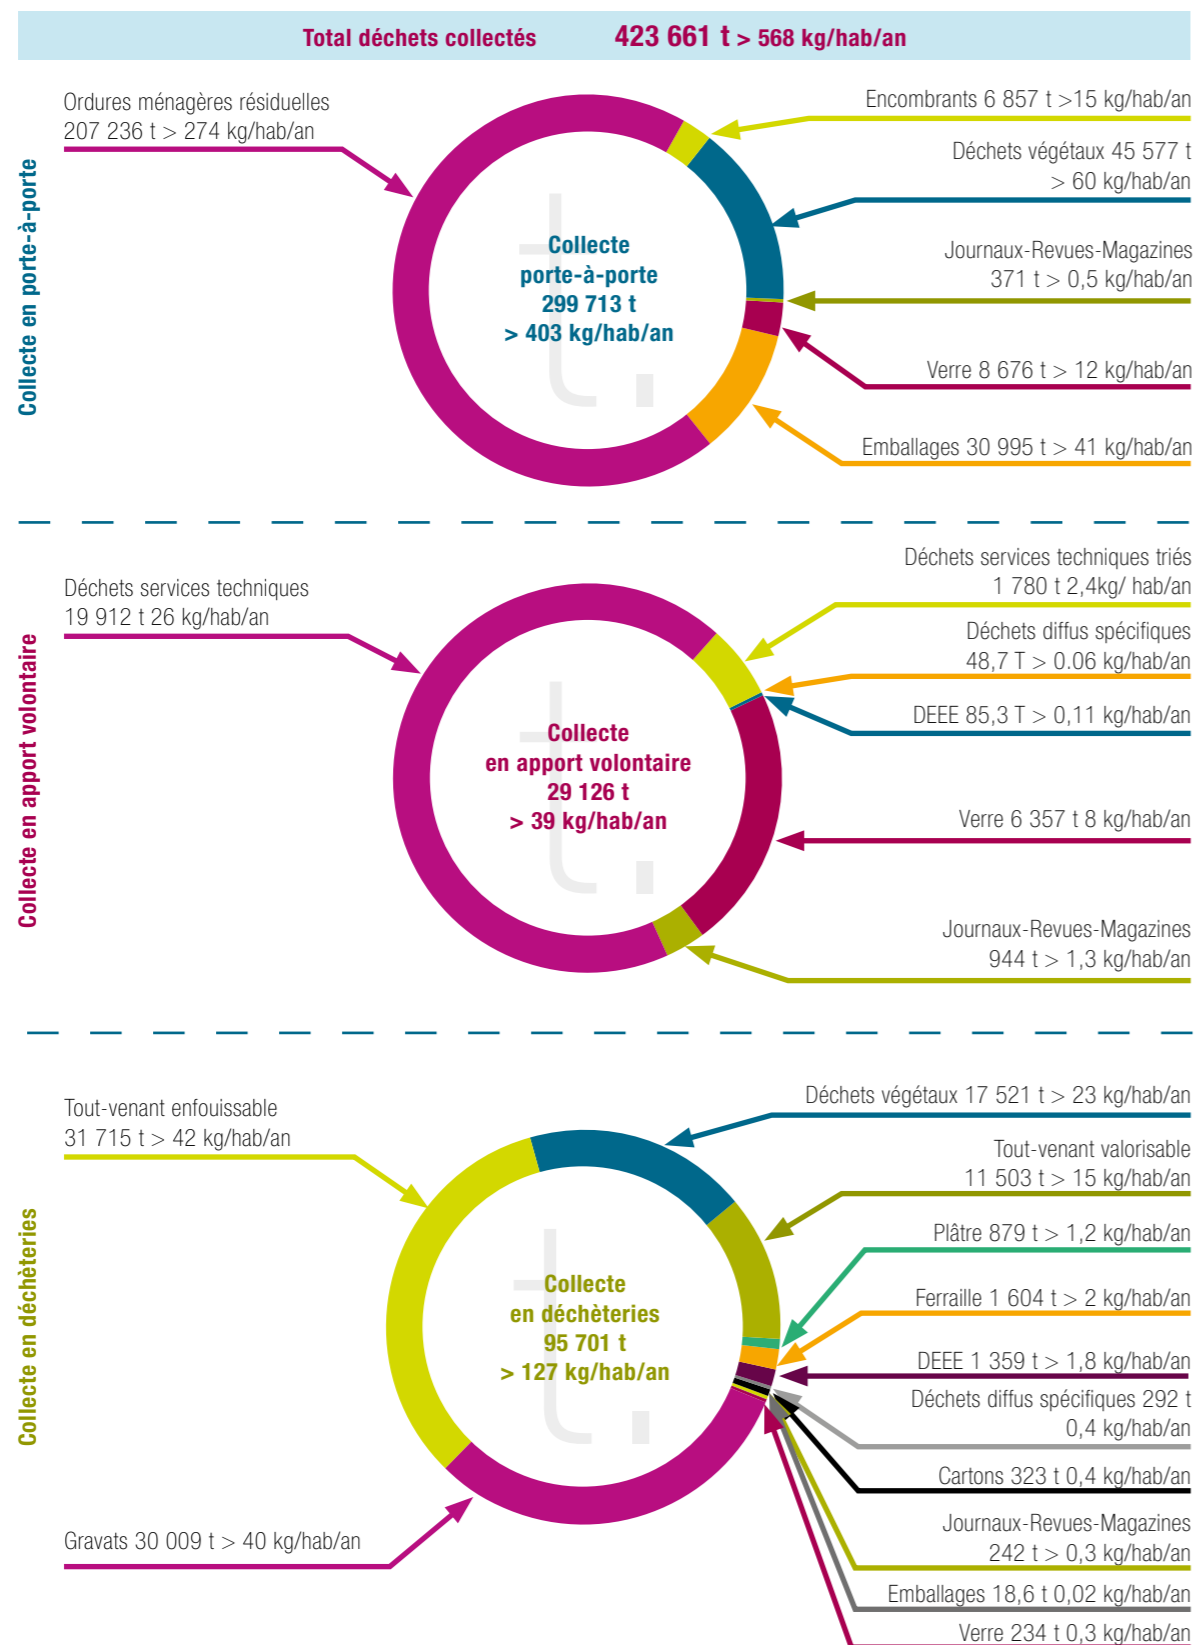 Total déchets collectés 423 661 t > 568 kg/hab/an
Collecte en porte-à-porte
Ordures ménagères résiduelles
207 236 t > 274 kg/hab/an
Encombrants 6 857 t >15 kg/hab/an
Déchets végétaux 45 577 t
> 60 kg/hab/an
Journaux-Revues-Magazines
371 t > 0,5 kg/hab/an
Verre 8 676 t > 12 kg/hab/an
Emballages 30 995 t > 41 kg/hab/an
t.
Collecte
porte-à-porte
299 713 t
> 403 kg/hab/an
Collecte en apport volontaire
Déchets services techniques
19 912 t 26 kg/hab/an
Déchets services techniques triés
1 780 t 2,4kg/ hab/an
Déchets diffus spécifiques
48,7 T > 0.06 kg/hab/an
DEEE 85,3 T > 0,11 kg/hab/an
Verre 6 357 t 8 kg/hab/an
Journaux-Revues-Magazines
944 t > 1,3 kg/hab/an
t.
Collecte
en apport volontaire
29 126 t
> 39 kg/hab/an
Collecte en déchèteries
Tout-venant enfouissable
31 715 t > 42 kg/hab/an
Déchets végétaux 17 521 t > 23 kg/hab/an
Tout-venant valorisable
11 503 t > 15 kg/hab/an
Plâtre 879 t > 1,2 kg/hab/an
Ferraille 1 604 t > 2 kg/hab/an
DEEE 1 359 t > 1,8 kg/hab/an
Déchets diffus spécifiques 292 t
0,4 kg/hab/an
Cartons 323 t 0,4 kg/hab/an
Journaux-Revues-Magazines
242 t > 0,3 kg/hab/an
Emballages 18,6 t 0,02 kg/hab/an
Verre 234 t 0,3 kg/hab/an
t.
Collecte
en déchèteries
95 701 t
> 127 kg/hab/an
Gravats 30 009 t > 40 kg/hab/an